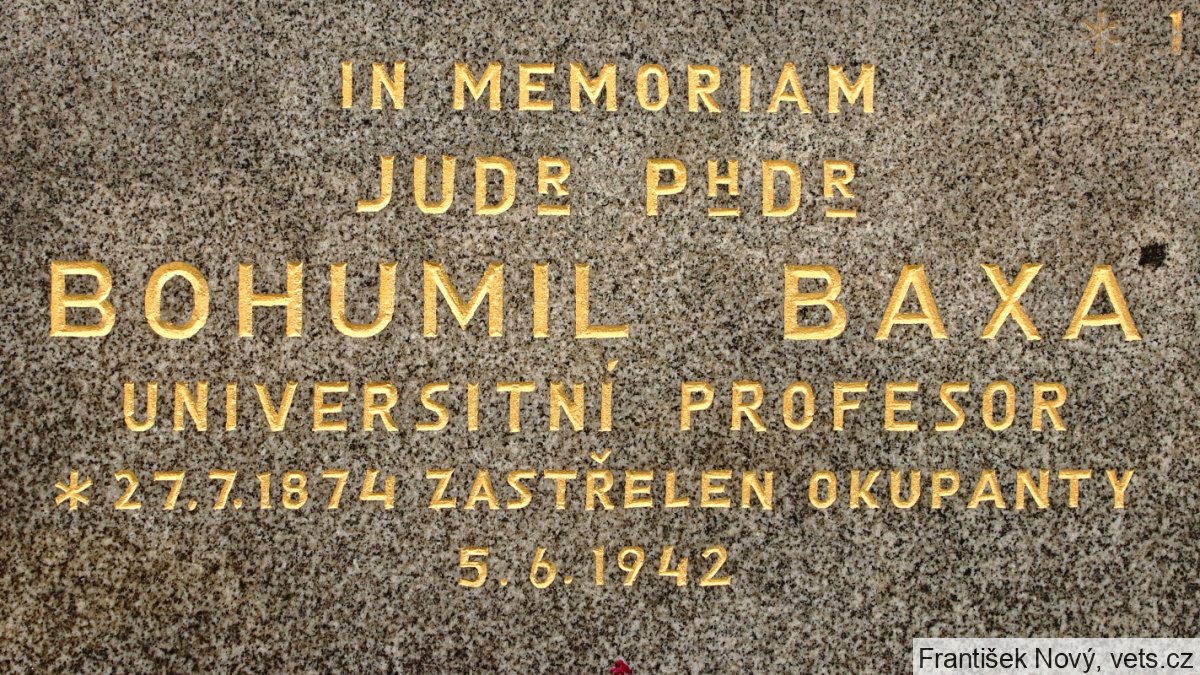 * 1
IN MEMORIAM
JUDR PHDR
BOHUMIL BAXA
UNIVERSITNÍ PROFESOR
* 27.7.1874 ZASTŘELEN OKUPANTY
5.6.1942
František Nový, vets.cz